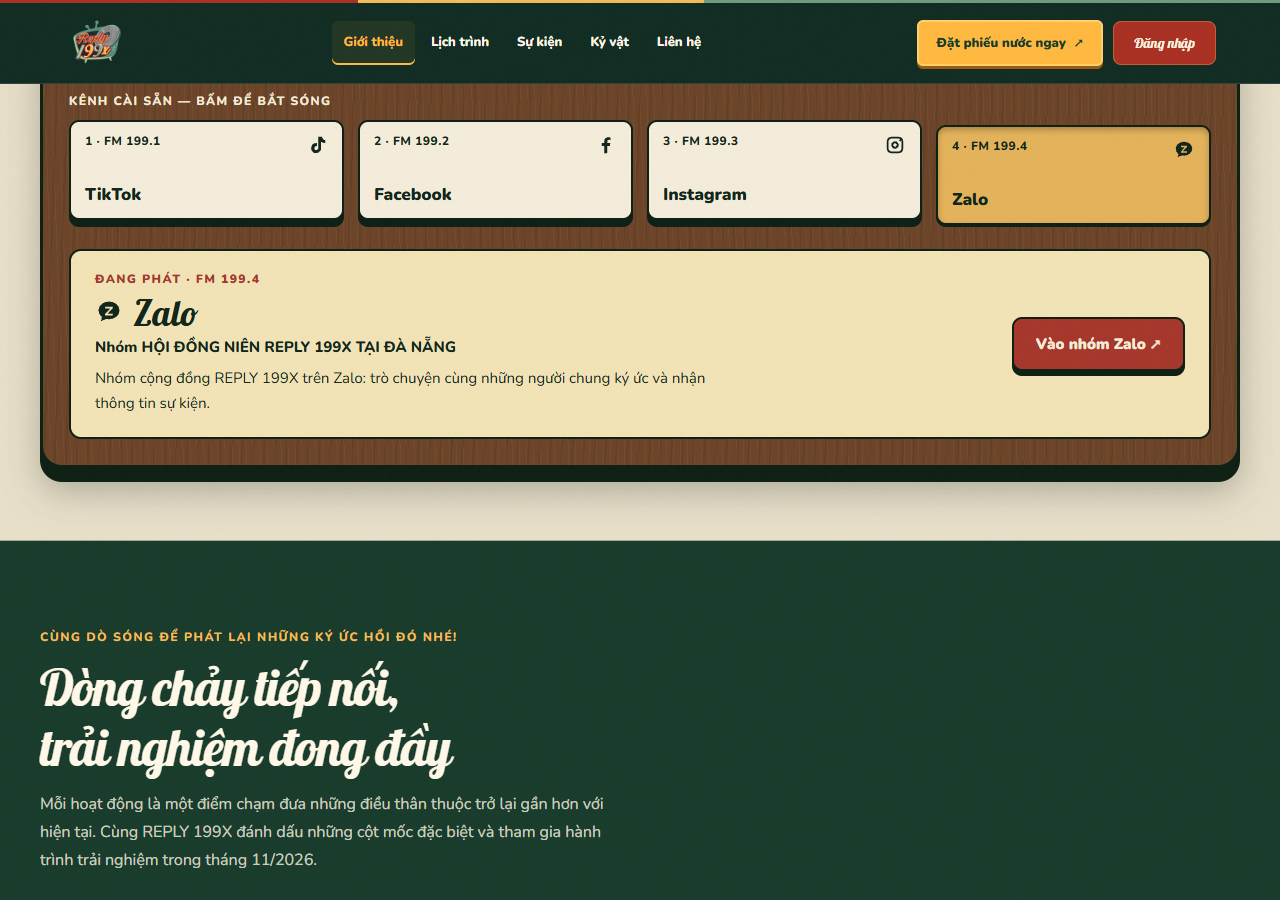 Reply 199x
Giới thiệu
Lịch trình
Sự kiện
Kỷ vật
Liên hệ
Đặt phiếu nước ngay ↗
Đăng nhập
KÊNH CÀI SẴN — BẤM ĐỂ BẮT SÓNG
1 · FM 199.1
TikTok
2 · FM 199.2
Facebook
3 · FM 199.3
Instagram
4 · FM 199.4
Zalo
ĐANG PHÁT · FM 199.4
Zalo
Nhóm HỘI ĐỒNG NIÊN REPLY 199X TẠI ĐÀ NẴNG
Nhóm cộng đồng REPLY 199X trên Zalo: trò chuyện cùng những người chung ký ức và nhận
thông tin sự kiện.
Vào nhóm Zalo ↗
CÙNG DÒ SÓNG ĐỂ PHÁT LẠI NHỮNG KÝ ỨC HỒI ĐÓ NHÉ!
Dòng chảy tiếp nối,
trải nghiệm đong đầy
Mỗi hoạt động là một điểm chạm đưa những điều thân thuộc trở lại gần hơn với
hiện tại. Cùng REPLY 199X đánh dấu những cột mốc đặc biệt và tham gia hành
trình trải nghiệm trong tháng 11/2026.